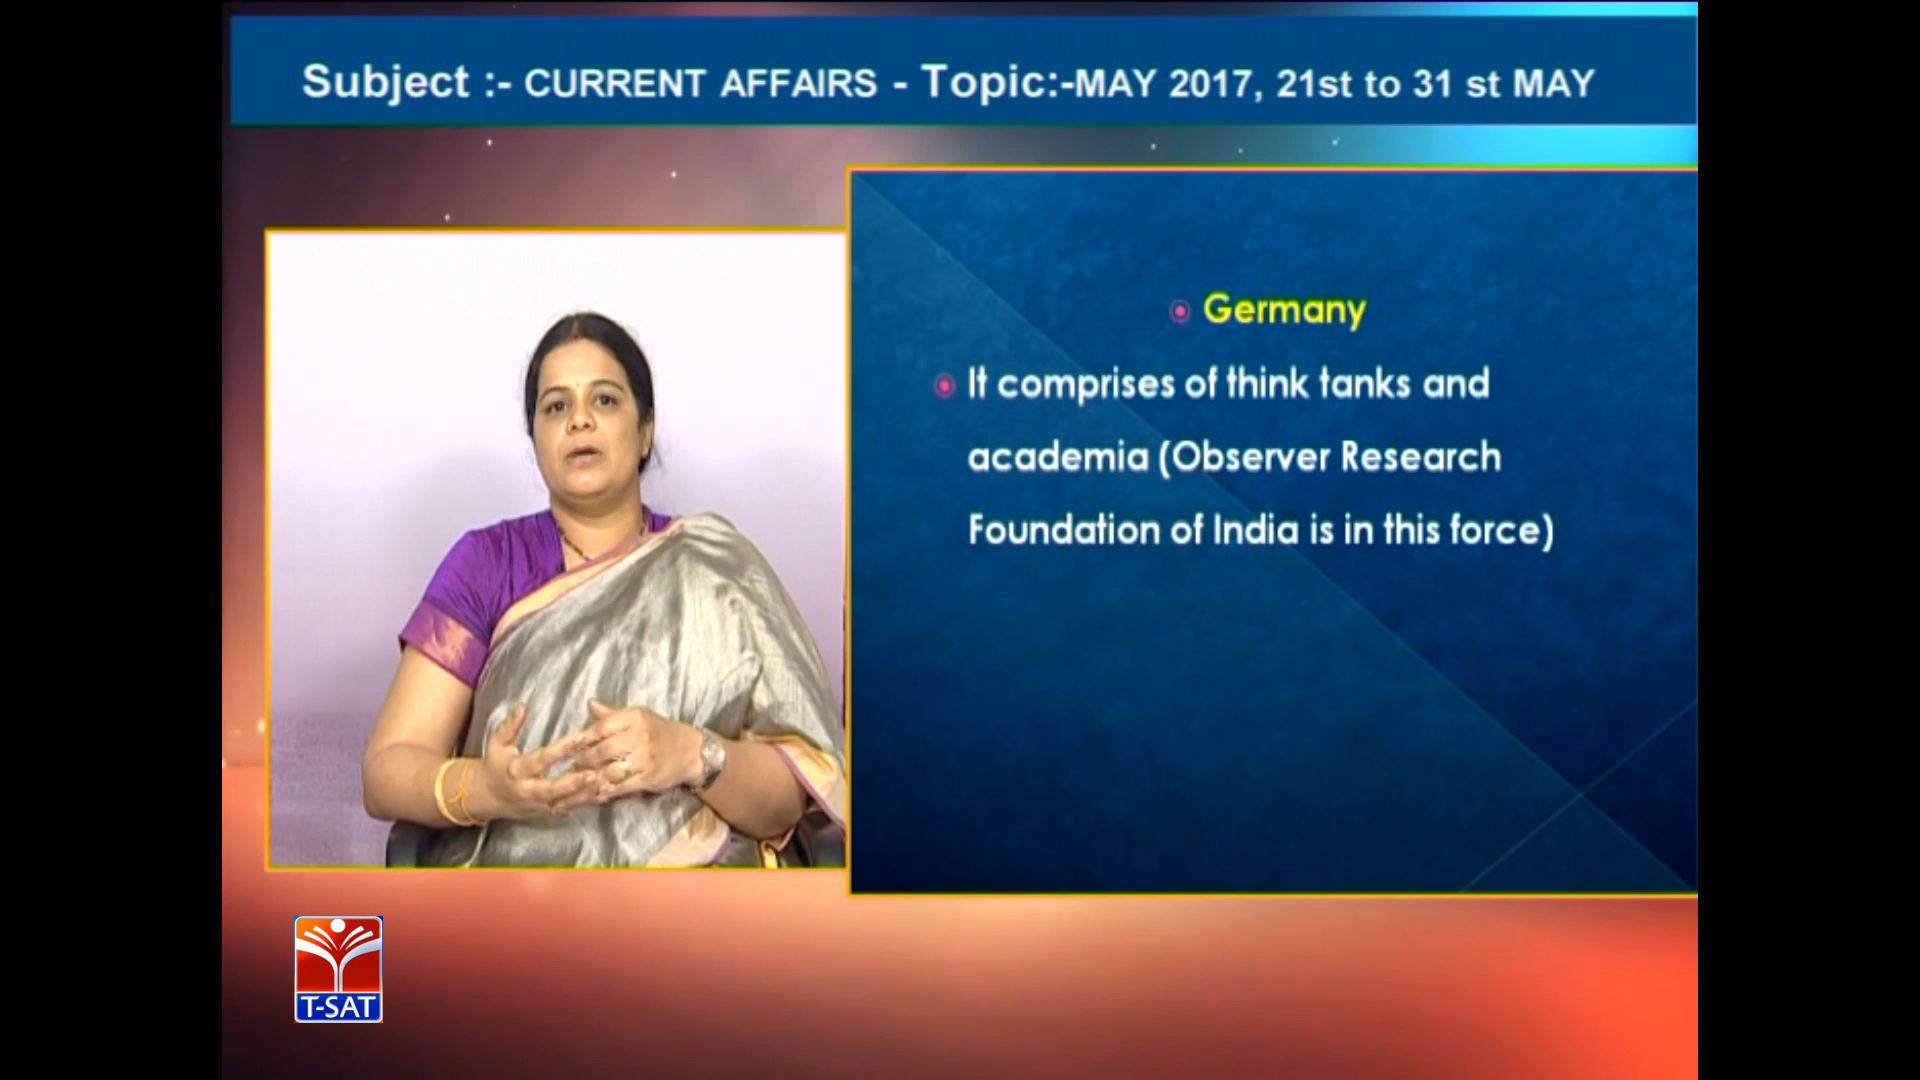 Subject :- CURRENT AFFAIRS - Topic:-MAY 2017, 21st to 31 st MAY
Germany
It comprises of think tanks and
academia (Observer Research
Foundation of India is in this force)
T-SAT